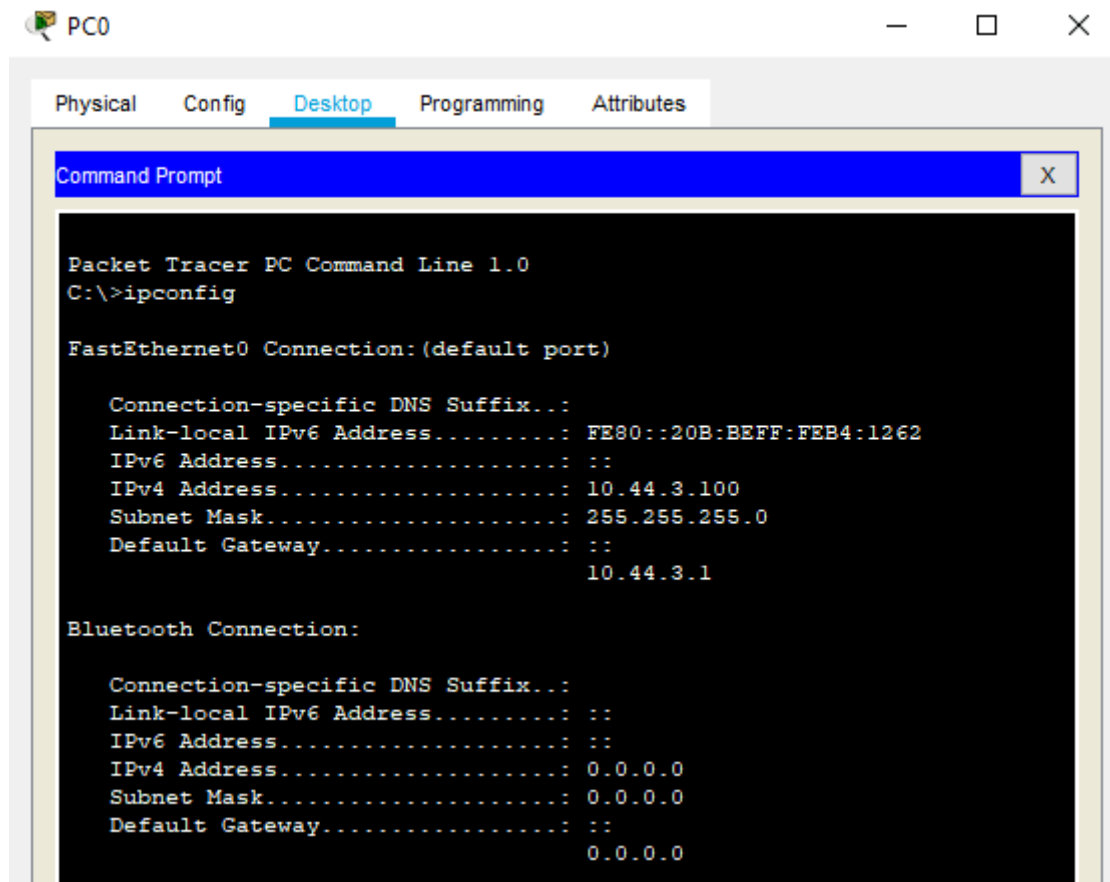 PC0
Physical Config Desktop Programming Attributes
Command Prompt X
Packet Tracer PC Command Line 1.0
C:\>ipconfig
FastEthernet0 Connection:(default port)
Connection-specific DNS Suffix..:
Link-local IPv6 Address.........: FE80::20B:BEFF:FEB4:1262
IPv6 Address....................: ::
IPv4 Address....................: 10.44.3.100
Subnet Mask.....................: 255.255.255.0
Default Gateway.................: ::
10.44.3.1
Bluetooth Connection:
Connection-specific DNS Suffix..:
Link-local IPv6 Address.........: ::
IPv6 Address....................: ::
IPv4 Address....................: 0.0.0.0
Subnet Mask.....................: 0.0.0.0
Default Gateway.................: ::
0.0.0.0